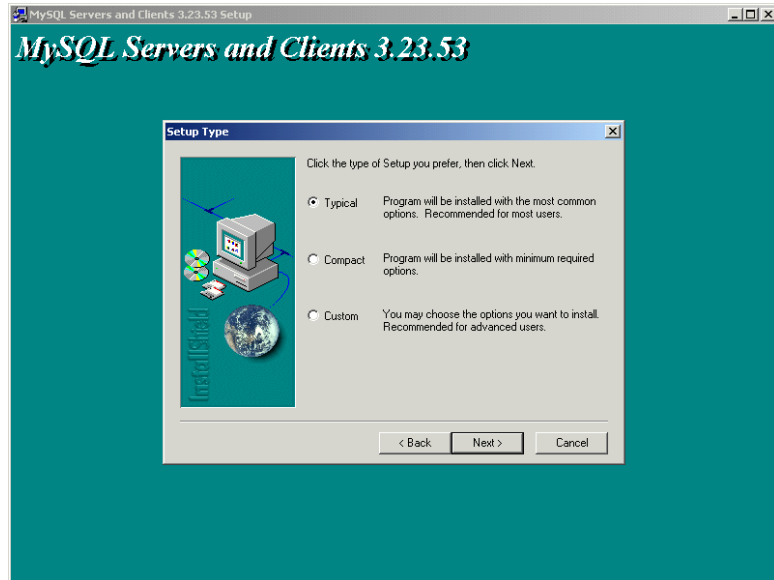 MySQL Servers and Clients 3.23.53 Setup
MySQL Servers and Clients 3.23.53
Setup Type
Click the type of Setup you prefer, then click Next.
Typical
Program will be installed with the most common
options. Recommended for most users.
Compact
Program will be installed with minimum required
options.
Custom
You may choose the options you want to install.
Recommended for advanced users.
InstallShield
< Back
Next >
Cancel